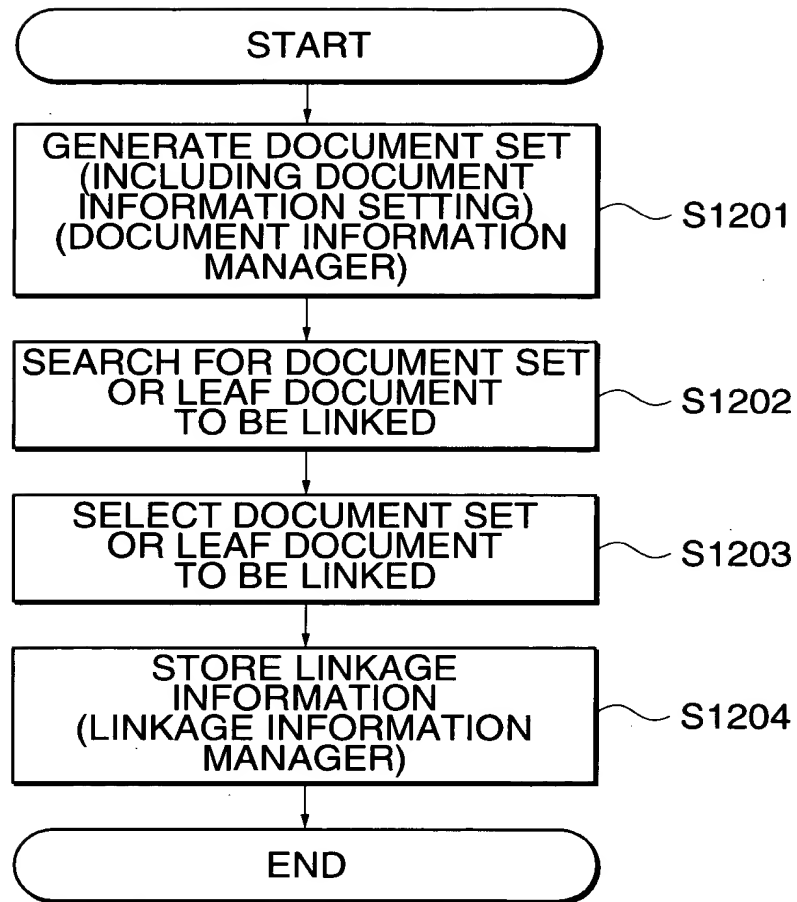 START
GENERATE DOCUMENT SET
(INCLUDING DOCUMENT
INFORMATION SETTING)
(DOCUMENT INFORMATION
MANAGER)
S1201
SEARCH FOR DOCUMENT SET
OR LEAF DOCUMENT
TO BE LINKED
S1202
SELECT DOCUMENT SET
OR LEAF DOCUMENT
TO BE LINKED
S1203
STORE LINKAGE
INFORMATION
(LINKAGE INFORMATION
MANAGER)
S1204
END